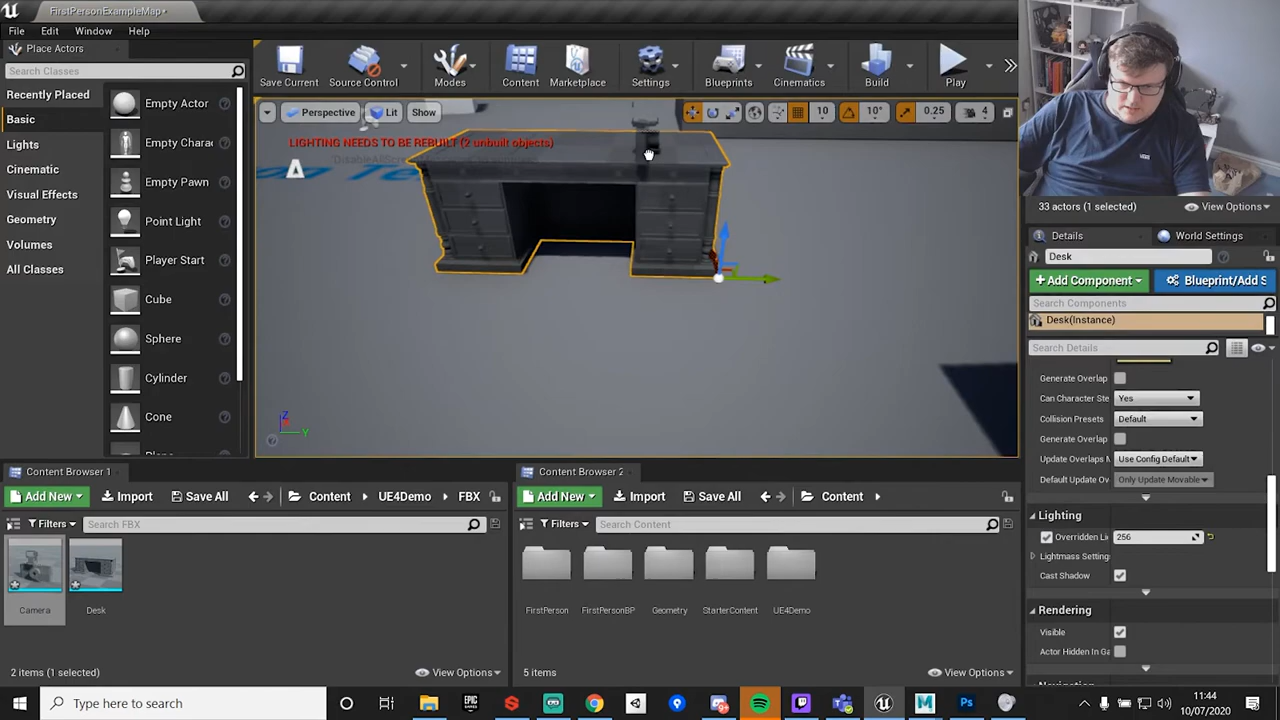 FirstPersonExampleMap•
File Edit Window Help
Place Actors
Search Classes
Recently Placed
Basic
Lights
Cinematic
Visual Effects
Geometry
Volumes
All Classes
Empty Actor
Empty Chara
Empty Pawn
Point Light
Player Start
Cube
Sphere
Cylinder
Cone
Save Current
Source Control
Modes
Content
Marketplace
Settings
Blueprints
Cinematics
Build
Play
Perspective Lit Show
10 10° 0.25 4
LIGHTING NEEDS TO BE REBUILT (2 unbuilt objects)
Z
Y
33 actors (1 selected) View Options
Details World Settings
Desk
+Add Component Blueprint/Add S
Search Components
Desk(Instance)
Search Details
Generate Overlap
Can Character Ste Yes
Collision Presets Default
Generate Overlap
Update Overlaps M Use Config Default
Default Update Ov Only Update Movable
Lighting
Overridden Li 256
Lightmass Setting
Cast Shadow
Rendering
Visible
Actor Hidden In Ga
Content Browser 1
Add New Import Save All Content UE4Demo FBX
Filters Search FBX
Camera Desk
2 items (1 selected) View Options
Content Browser 2
Add New Import Save All Content
Filters Search Content
FirstPerson FirstPersonBP Geometry StarterContent UE4Demo
5 items View Options
Type here to search
11:44
10/07/2020